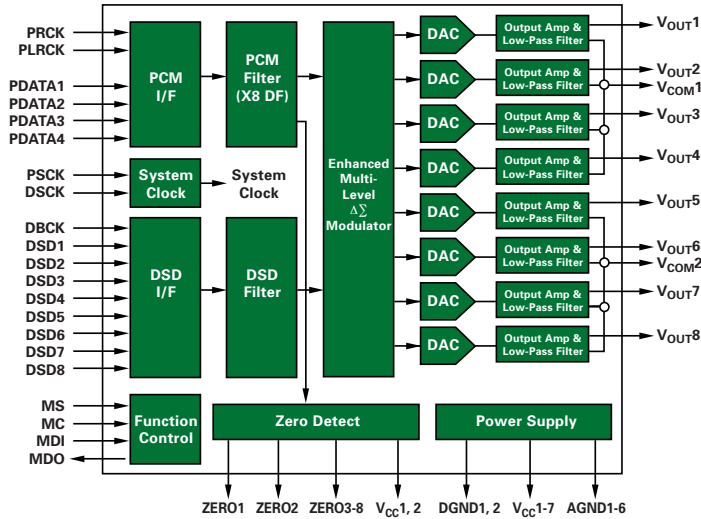 PRCK
PLRCK
PDATA1
PDATA2
PDATA3
PDATA4
PSCK
DSCK
DBCK
DSD1
DSD2
DSD3
DSD4
DSD5
DSD6
DSD7
DSD8
MS
MC
MDI
MDO
PCM
I/F
PCM
Filter
(X8 DF)
System
Clock
System
Clock
DSD
I/F
DSD
Filter
Function
Control
Enhanced
Multi-
Level
ΔΣ
Modulator
DAC
Output Amp &
Low-Pass Filter
DAC
Output Amp &
Low-Pass Filter
DAC
Output Amp &
Low-Pass Filter
DAC
Output Amp &
Low-Pass Filter
DAC
Output Amp &
Low-Pass Filter
DAC
Output Amp &
Low-Pass Filter
DAC
Output Amp &
Low-Pass Filter
DAC
Output Amp &
Low-Pass Filter
VOUT1
VOUT2
VCOM1
VOUT3
VOUT4
VOUT5
VOUT6
VCOM2
VOUT7
VOUT8
Zero Detect
Power Supply
ZERO1
ZERO2
ZERO3-8
VCC1, 2
DGND1, 2
VCC1-7
AGND1-6